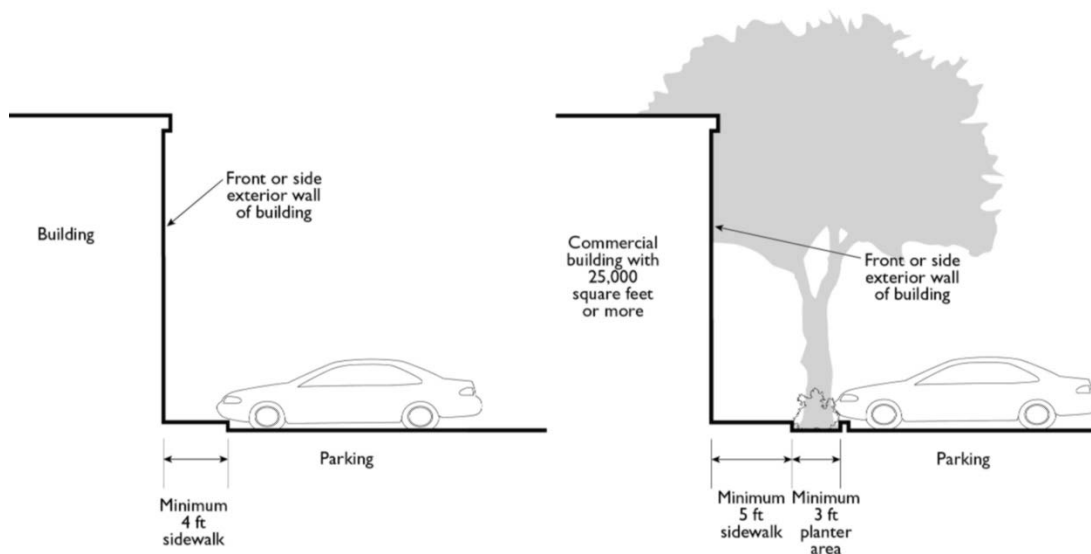 Building
Front or side
exterior wall
of building
Parking
Minimum
4 ft
sidewalk
Commercial
building with
25,000
square feet
or more
Front or side
exterior wall
of building
Parking
Minimum
5 ft
sidewalk
Minimum
3 ft
planter
area